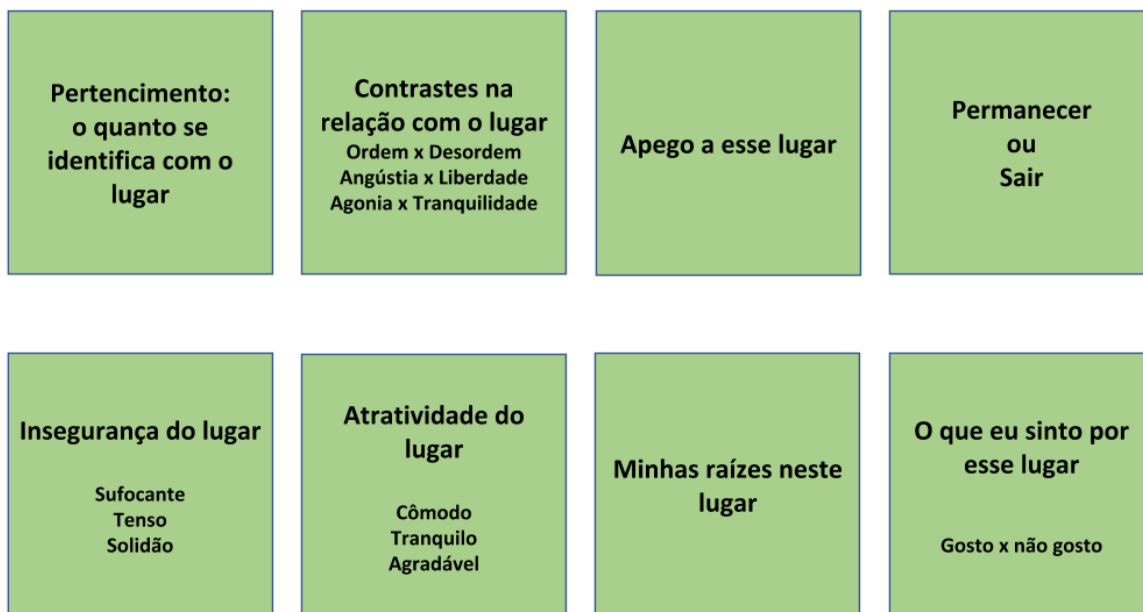 Pertencimento:
o quanto se
identifica com o
lugar
Contrastes na
relação com o lugar
Ordem x Desordem
Angústia x Liberdade
Agonia x Tranquilidade
Apego a esse lugar
Permanecer
ou
Sair
Insegurança do lugar
Sufocante
Tenso
Solidão
Atratividade do
lugar
Cômodo
Tranquilo
Agradável
Minhas raízes neste
lugar
O que eu sinto por
esse lugar
Gosto x não gosto